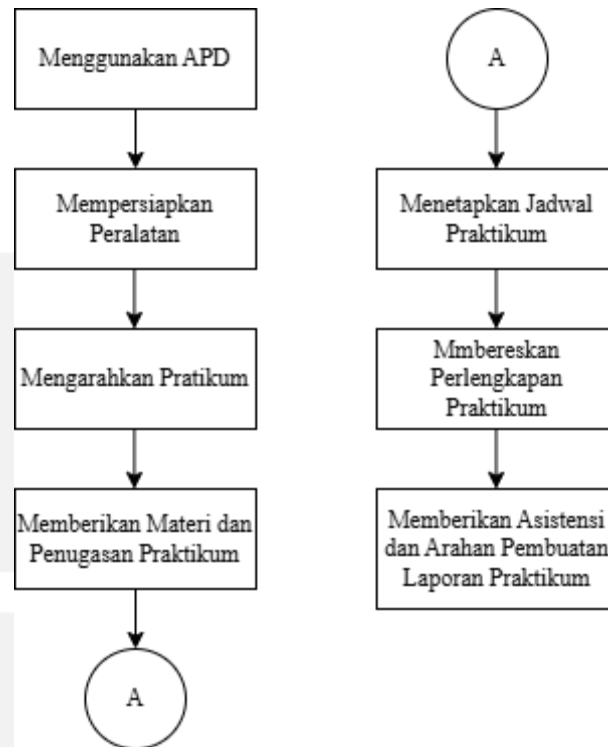 Menggunakan APD
Mempersiapkan
Peralatan
Mengarahkan Pratikum
Memberikan Materi dan
Penugasan Praktikum
A
A
Menetapkan Jadwal
Praktikum
Mmbereskan
Perlengkapan
Praktikum
Memberikan Asistensi
dan Arahan Pembuatan
Laporan Praktikum